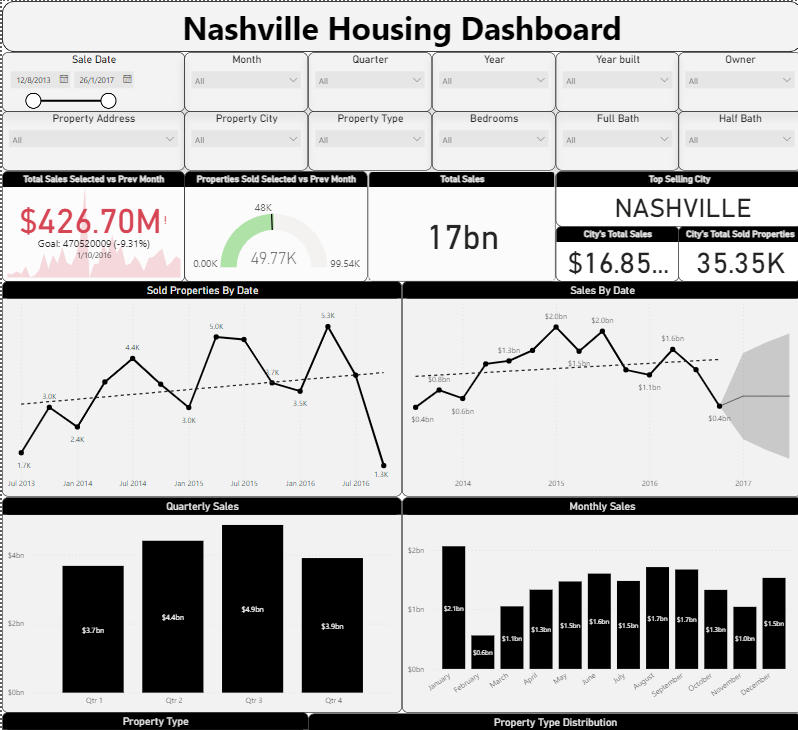 Nashville Housing Dashboard
Sale Date
Month
Quarter
Year
Year built
Owner
12/8/2013
26/1/2017
All
All
All
All
All
Property Address
Property City
Property Type
Bedrooms
Full Bath
Half Bath
All
All
All
All
All
All
Total Sales Selected vs Prev Month
Properties Sold Selected vs Prev Month
Total Sales
Top Selling City
$426.70M!
Goal: 470520009 (-9.31%)
1/10/2016
48K
0.00K
49.77K
99.54K
17bn
NASHVILLE
City's Total Sales
City's Total Sold Properties
$16.85...
35.35K
Sold Properties By Date
Sales By Date
1.7K
3.0K
2.4K
4.4K
3.0K
5.0K
3.7K
3.5K
5.3K
1.3K
Jul 2013
Jan 2014
Jul 2014
Jan 2015
Jul 2015
Jan 2016
Jul 2016
$0.4bn
$0.8bn
$0.6bn
$1.3bn
$2.0bn
$1.5bn
$2.0bn
$1.1bn
$1.6bn
$0.4bn
2014
2015
2016
2017
Quarterly Sales
Monthly Sales
$4bn
$2bn
$0bn
$3.7bn
$4.4bn
$4.9bn
$3.9bn
Qtr 1
Qtr 2
Qtr 3
Qtr 4
$2bn
$1bn
$0bn
$2.1bn
$0.6bn
$1.1bn
$1.3bn
$1.5bn
$1.6bn
$1.5bn
$1.7bn
$1.7bn
$1.3bn
$1.0bn
$1.5bn
January
February
March
April
May
June
July
August
September
October
November
December
Property Type
Property Type Distribution